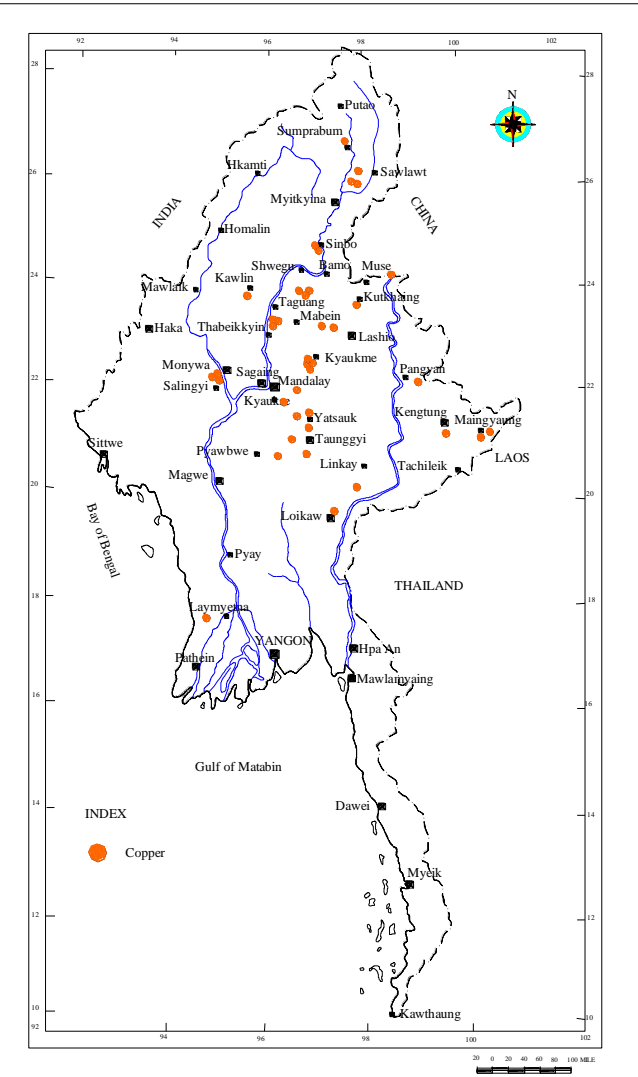 92
94
96
98
100
102
28
28
N
Putao
Sumprabum
Hkamti
Sawlawt
26
26
Myitkyina
INDIA
CHINA
Homalin
Sinbo
Shwegu
Bamo
Muse
24
24
Mawlaik
Kawlin
Kutkhaing
Taguang
Mabein
Haka
Thabeikkyin
Lashio
Kyaukme
Monywa
Sagaing
Pangyan
22
22
Salingyi
Mandalay
Kyaukme
Kengtung
Maingyaung
Yatsauk
Sittwe
Pyawbwe
Taunggyi
LAOS
Linkay
Tachileik
Magwe
20
20
Bay of Bengal
Loikaw
Pyay
THAILAND
18
18
Laymyetna
YANGON
Hpa An
Pathein
Mawlamyaing
16
16
Gulf of Matabin
14
14
Dawei
INDEX
Copper
Myeik
12
12
10
10
Kawthaung
92
94
96
98
100
102
20 0 20 40 60 80 100 MILE